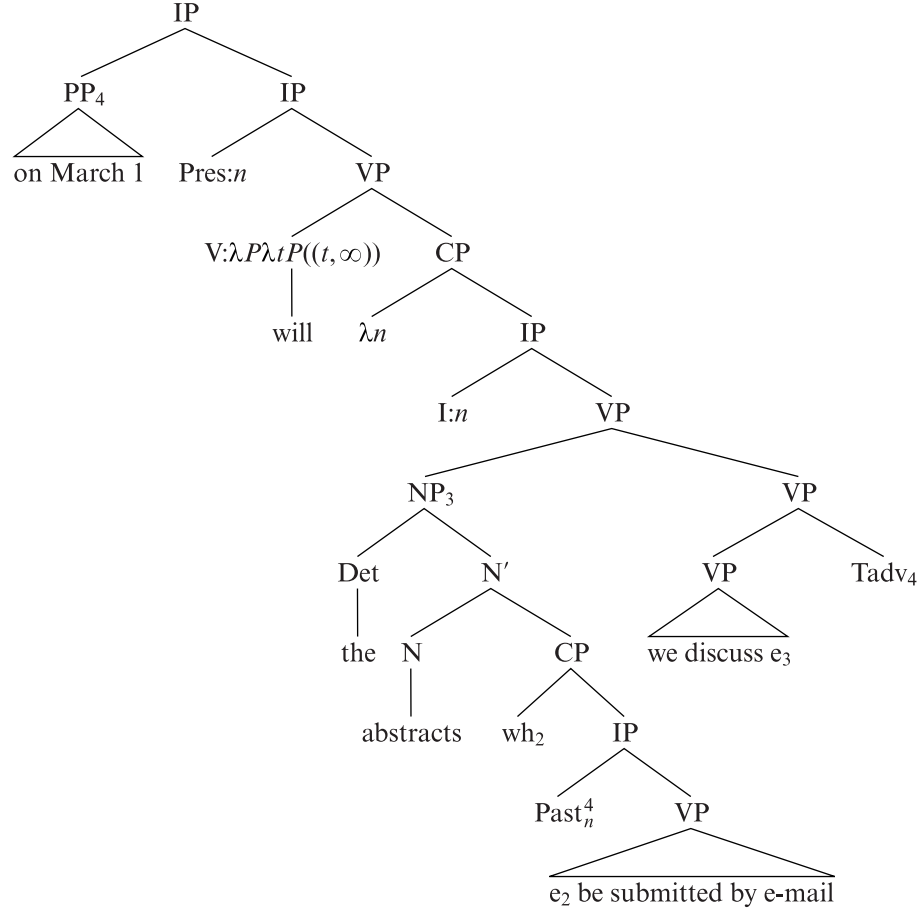 IP
PP₄ IP
on March 1 Pres:n VP
V:λPλtP((t,∞)) CP
will λn IP
I:n VP
NP₃ VP
Det N′ VP Tadv₄
the N CP we discuss e₃
abstracts wh₂ IP
Past⁴ₙ VP
e₂ be submitted by e-mail